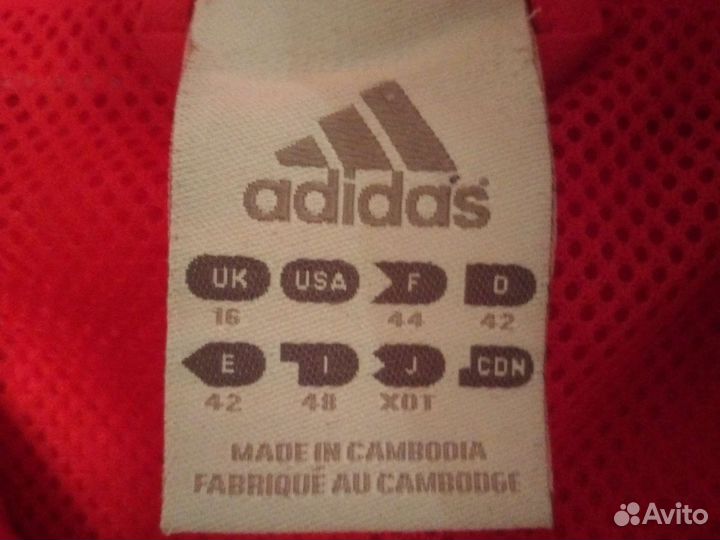 adidas®
UK USA F D
16 44 42
E I J CDN
42 48 XOT
MADE IN CAMBODIA
FABRIQUÉ AU CAMBODGE
Avito